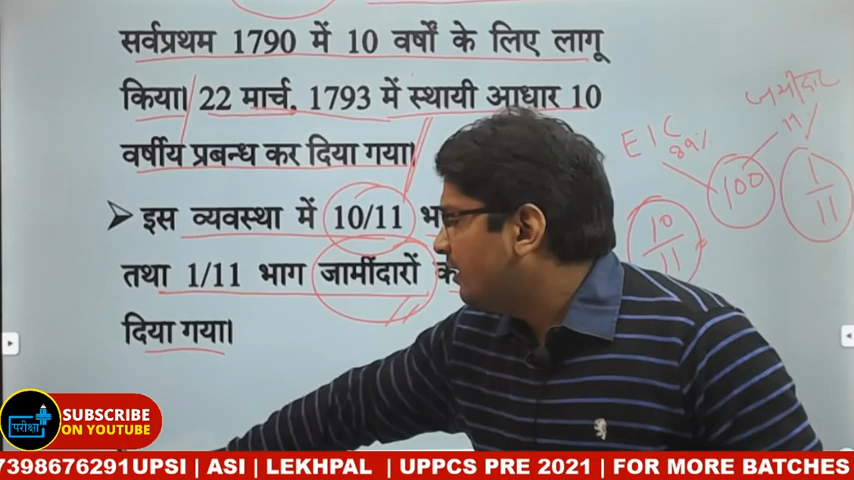 सर्वप्रथम 1790 में 10 वर्षों के लिए लागू
किया। 22 मार्च. 1793 में स्थायी आधार 10
वर्षीय प्रबन्ध कर दिया गया।
➤ इस व्यवस्था में 10/11 भ
तथा 1/11 भाग जामींदारों के
दिया गया।
जमीदार
EIC
89%
11%
100
1/11
10/11
परीक्षा
SUBSCRIBE
ON YOUTUBE
7398676291UPSI | ASI | LEKHPAL | UPPCS PRE 2021 | FOR MORE BATCHES